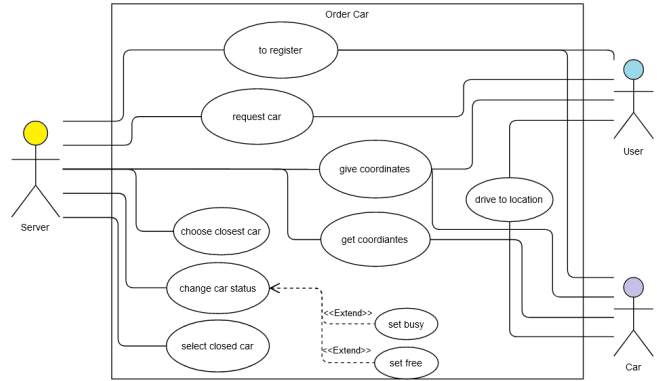 Order Car
to register
request car
User
give coordinates
drive to location
Server
choose closest car
get coordiantes
change car status
<<Extend>>
set busy
select closed car
<<Extend>>
set free
Car